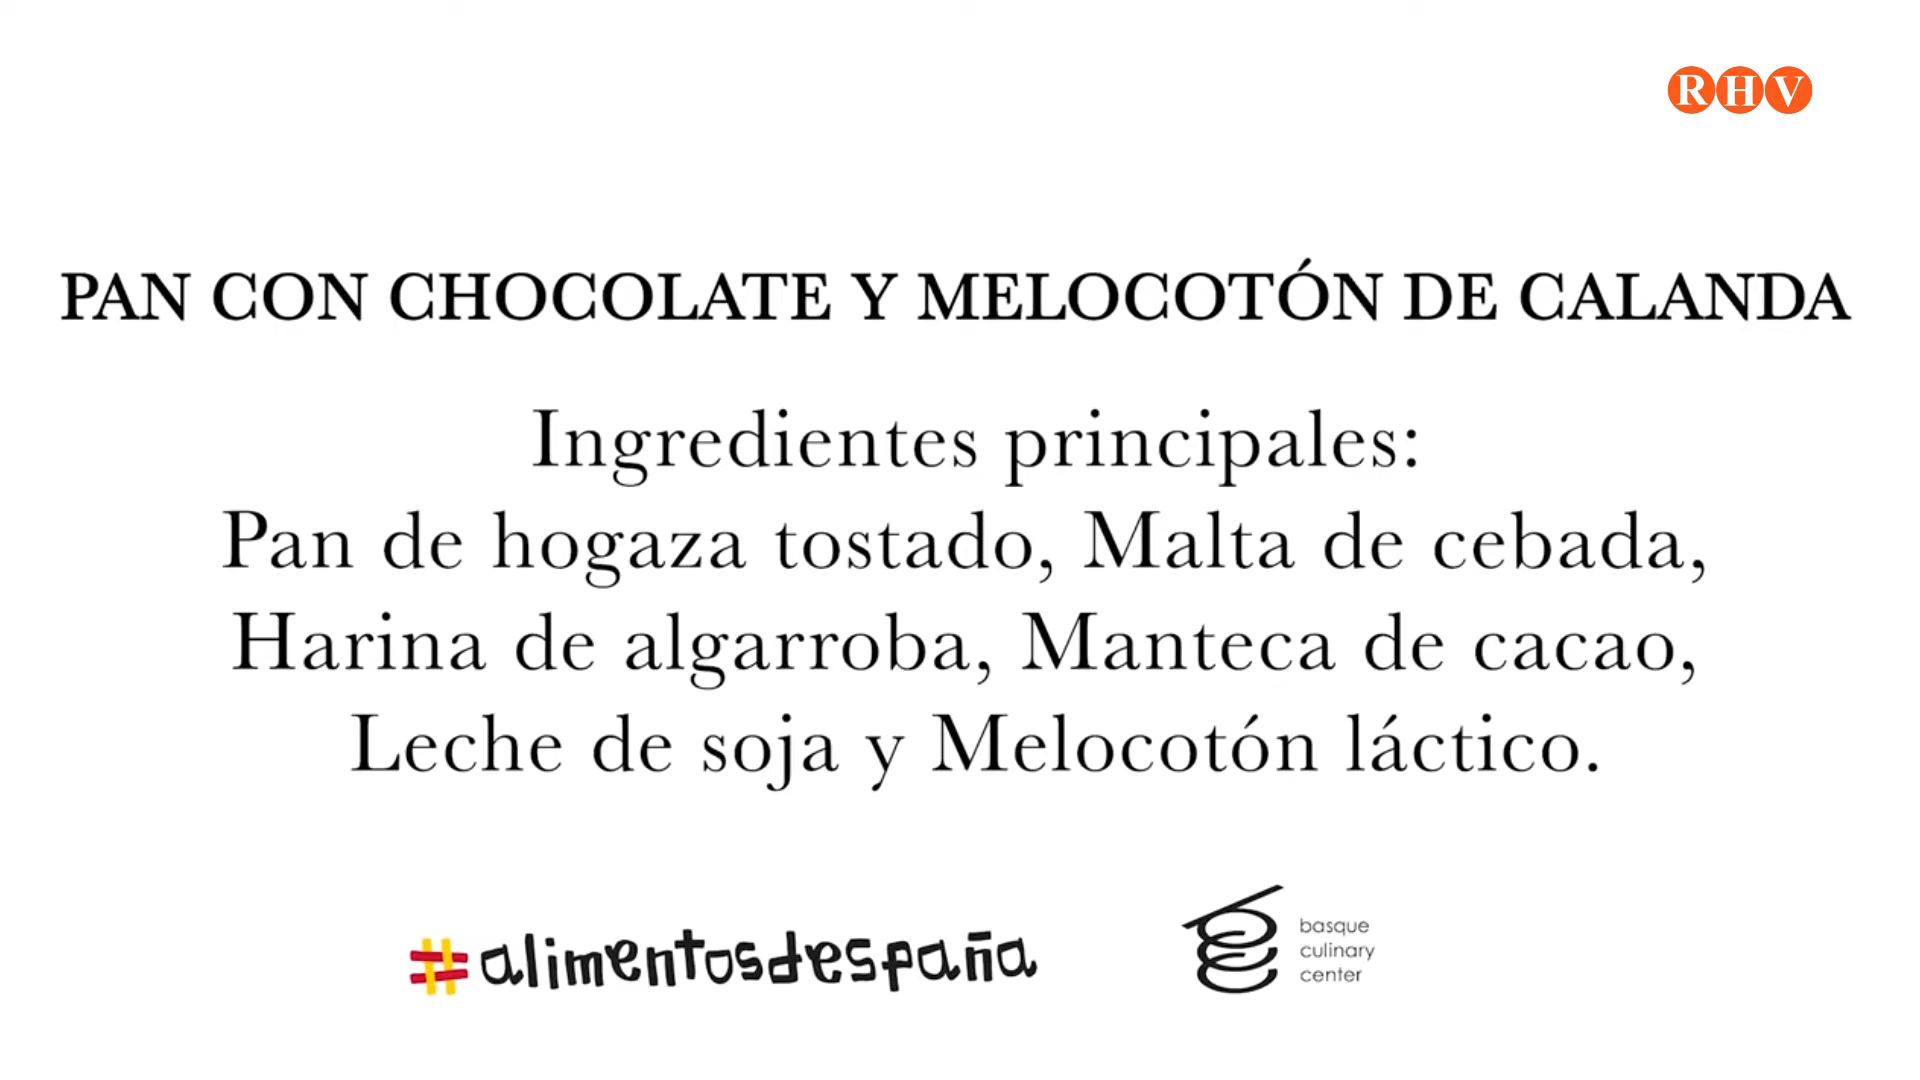 RHV
PAN CON CHOCOLATE Y MELOCOTÓN DE CALANDA
Ingredientes principales:
Pan de hogaza tostado, Malta de cebada,
Harina de algarroba, Manteca de cacao,
Leche de soja y Melocotón láctico.
#alimentosdespaña
basque
culinary
center